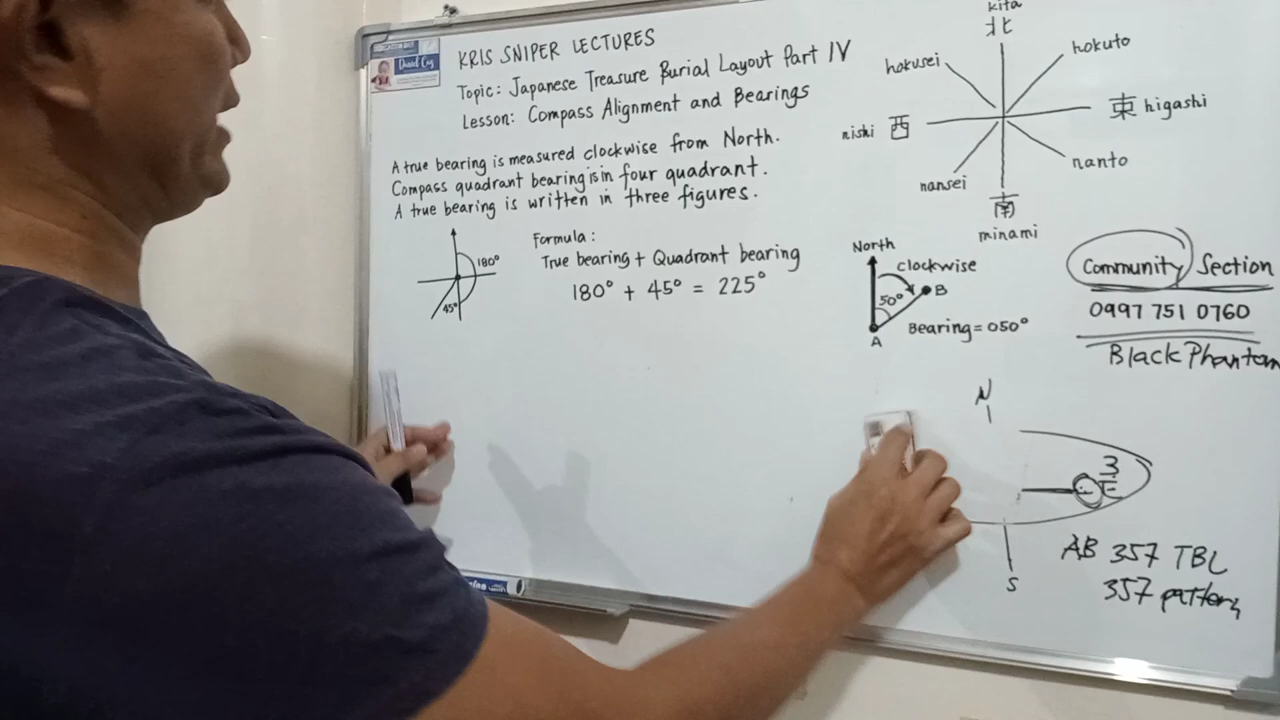 KRIS SNIPER LECTURES
Topic: Japanese Treasure Burial Layout Part IV
Lesson: Compass Alignment and Bearings
A true bearing is measured clockwise from North.
Compass quadrant bearing is in four quadrant.
A true bearing is written in three figures.
180°
45°
Formula:
True bearing + Quadrant bearing
180° + 45° = 225°
kita
北
hokusei
hokuto
nishi 西
東 higashi
nansei
nanto
南
minami
North
clockwise
50°
B
A
Bearing = 050°
Community Section
0997 751 0760
Black Phantom
N
3
E
S
AB 357 TBL
357 pattern